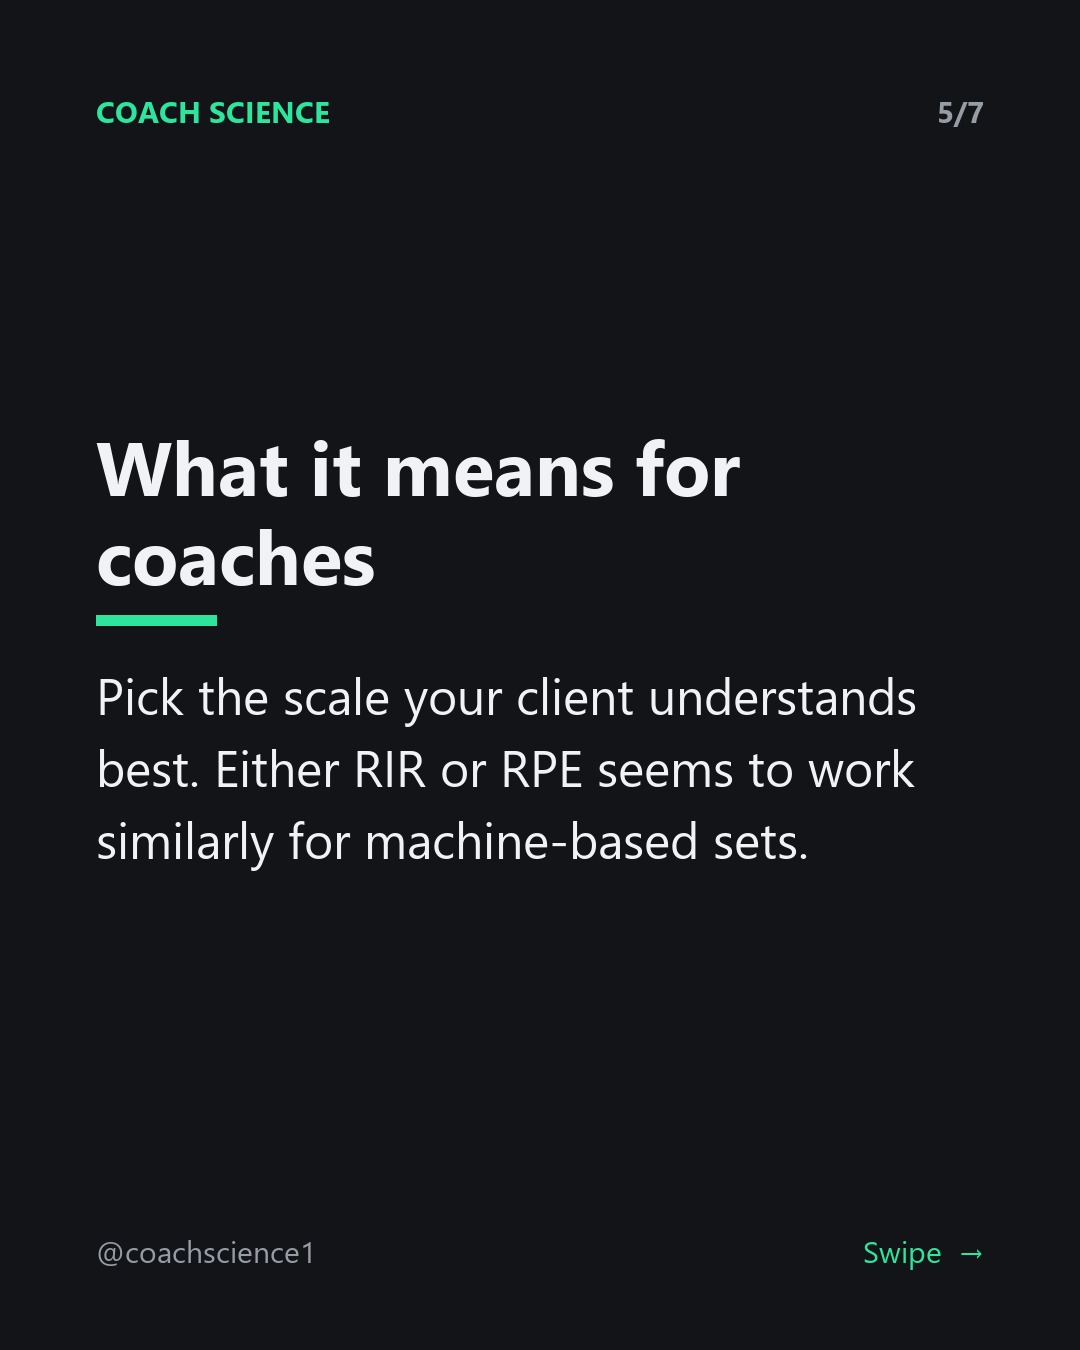 COACH SCIENCE
5/7
What it means for
coaches
Pick the scale your client understands
best. Either RIR or RPE seems to work
similarly for machine-based sets.
@coachscience1
Swipe →